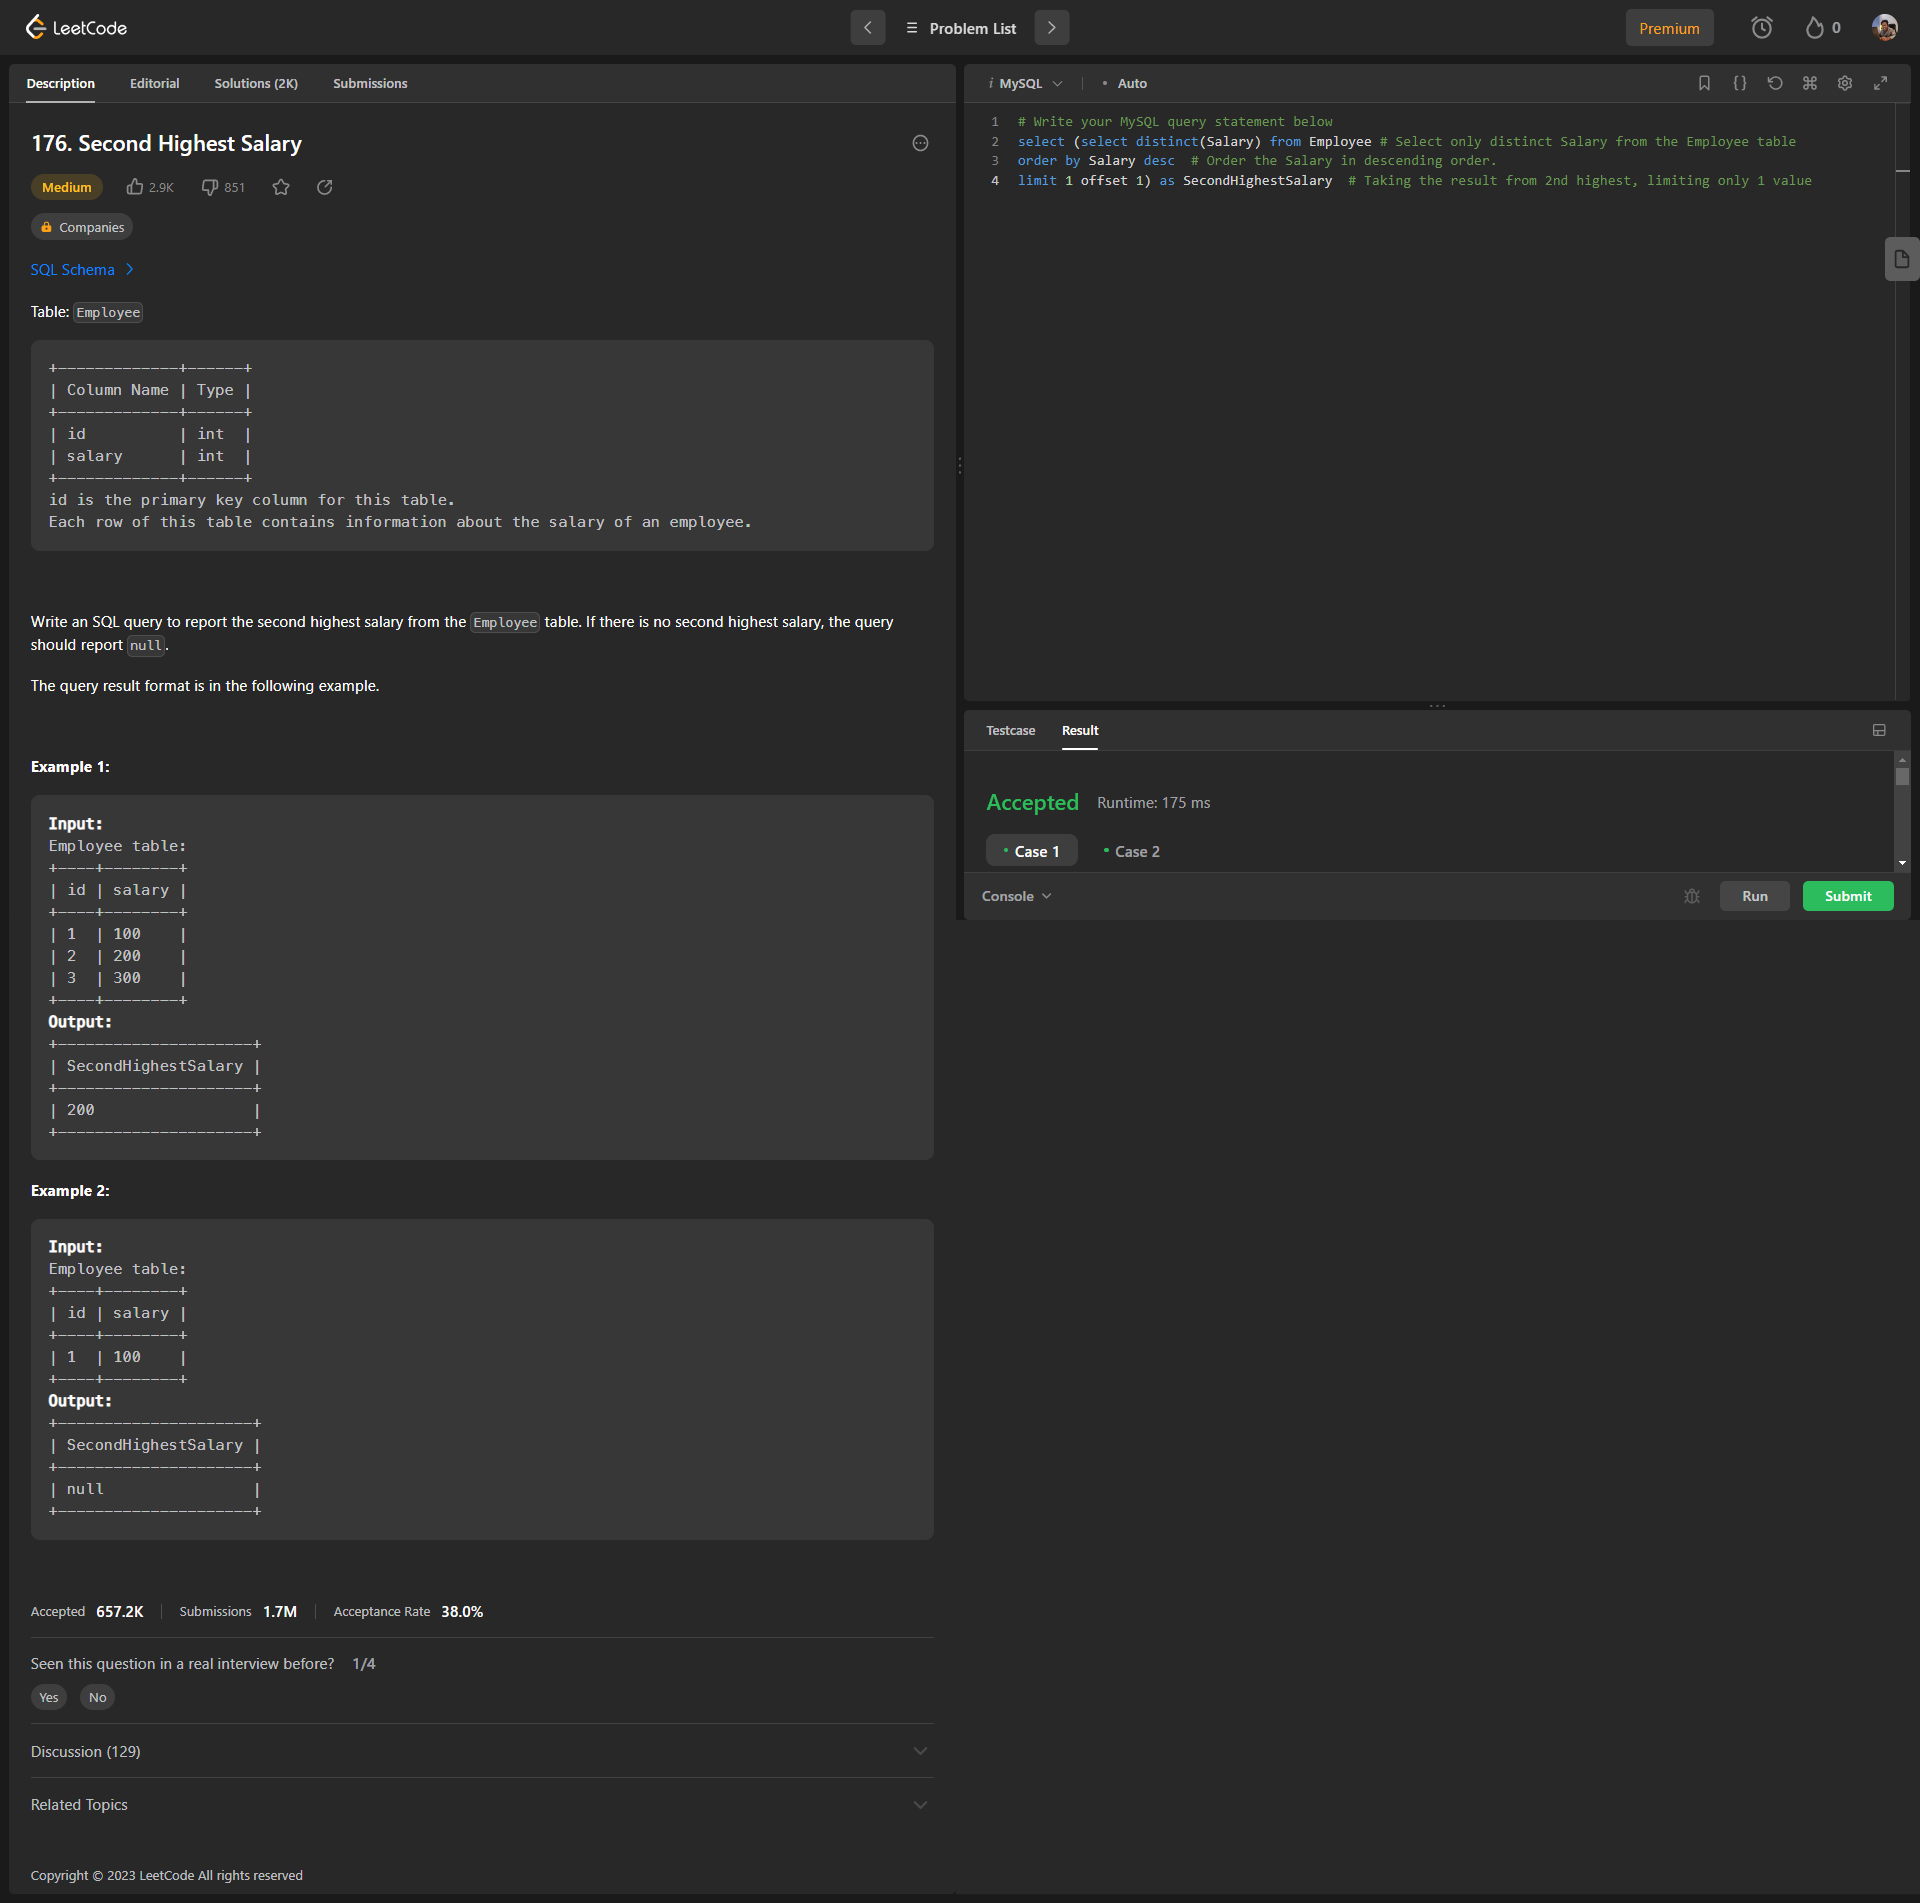 LeetCode
Problem List
Premium
0
Description Editorial Solutions (2K) Submissions
176. Second Highest Salary
Medium 2.9K 851
Companies
SQL Schema
Table: Employee
+-------------+------+
| Column Name | Type |
+-------------+------+
| id          | int  |
| salary      | int  |
+-------------+------+
id is the primary key column for this table.
Each row of this table contains information about the salary of an employee.
Write an SQL query to report the second highest salary from the Employee table. If there is no second highest salary, the query
should report null.
The query result format is in the following example.
Example 1:
Input:
Employee table:
+----+--------+
| id | salary |
+----+--------+
| 1  | 100    |
| 2  | 200    |
| 3  | 300    |
+----+--------+
Output:
+---------------------+
| SecondHighestSalary |
+---------------------+
| 200                 |
+---------------------+
Example 2:
Input:
Employee table:
+----+--------+
| id | salary |
+----+--------+
| 1  | 100    |
+----+--------+
Output:
+---------------------+
| SecondHighestSalary |
+---------------------+
| null                |
+---------------------+
Accepted 657.2K Submissions 1.7M Acceptance Rate 38.0%
Seen this question in a real interview before? 1/4
Yes No
Discussion (129)
Related Topics
Copyright © 2023 LeetCode All rights reserved
i MySQL • Auto
1 # Write your MySQL query statement below
2 select (select distinct(Salary) from Employee # Select only distinct Salary from the Employee table
3 order by Salary desc  # Order the Salary in descending order.
4 limit 1 offset 1) as SecondHighestSalary  # Taking the result from 2nd highest, limiting only 1 value
Testcase Result
Accepted Runtime: 175 ms
• Case 1 • Case 2
Console Run Submit